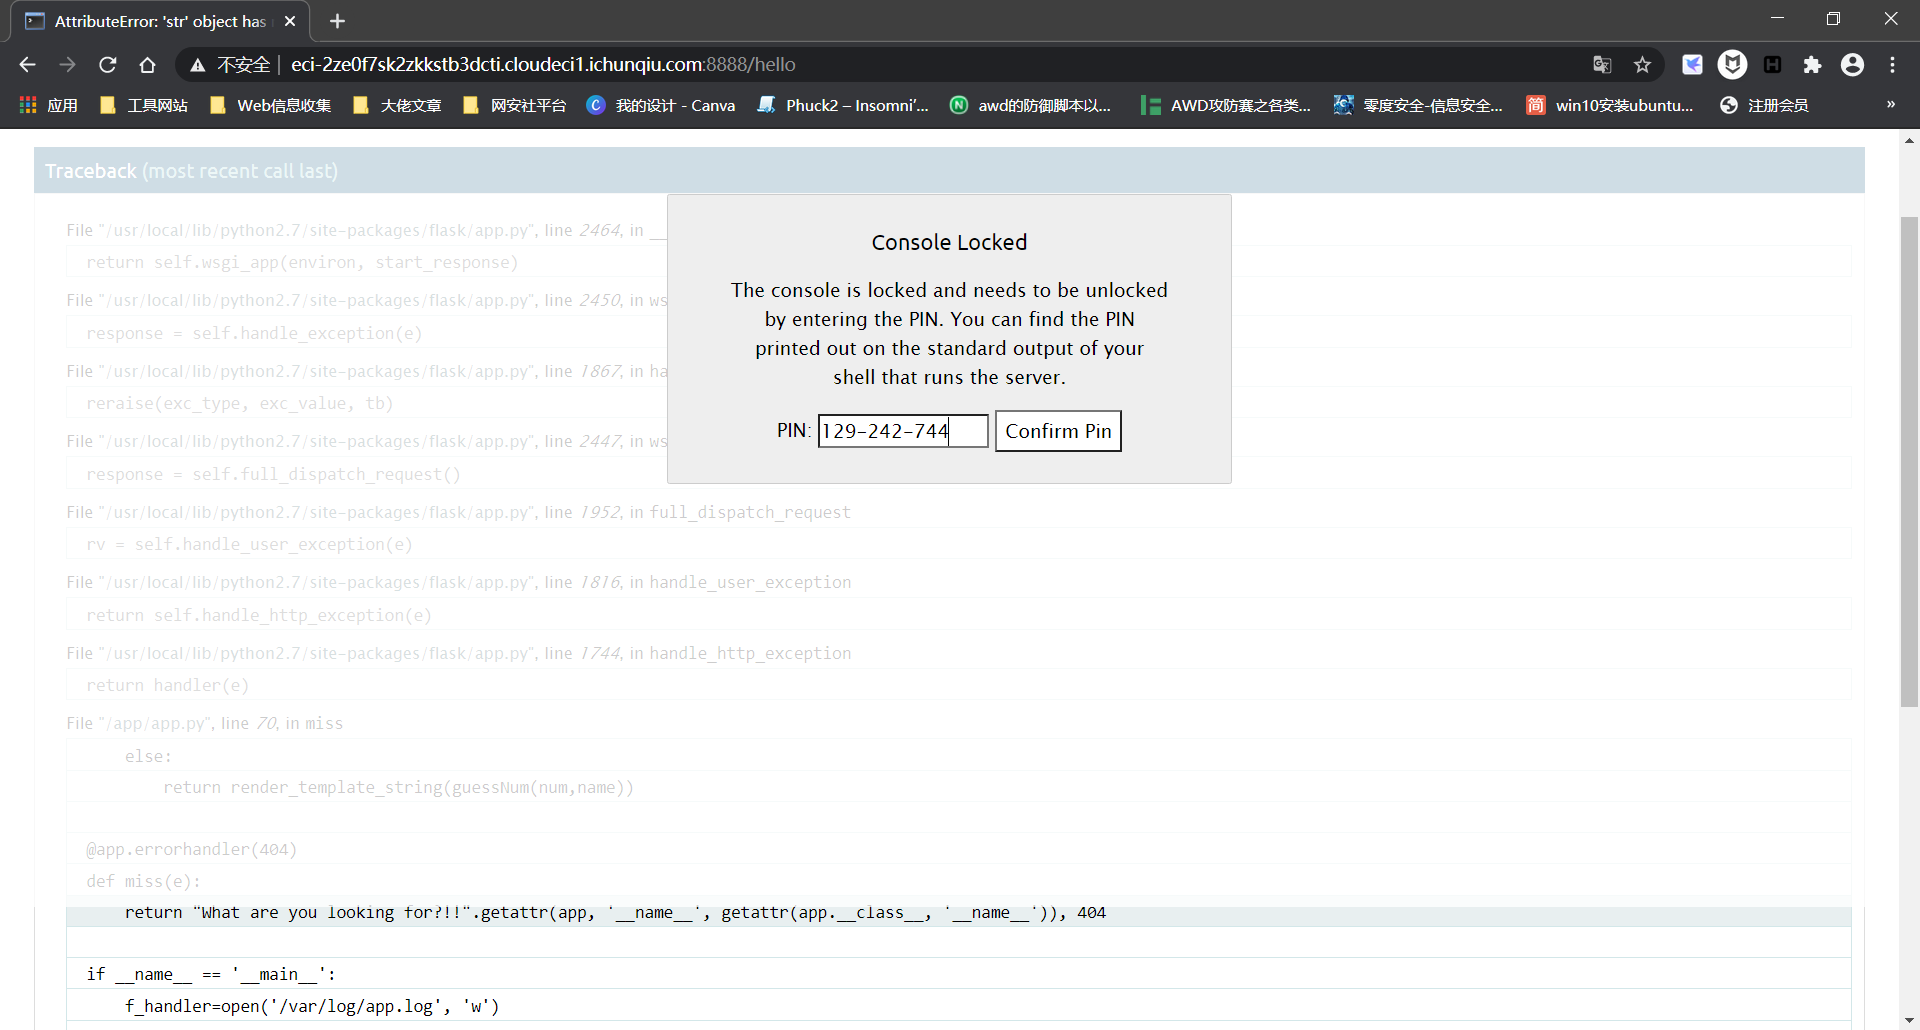 AttributeError: 'str' object has
不安全 eci-2ze0f7sk2zkkstb3dcti.cloudeci1.ichunqiu.com:8888/hello
应用 工具网站 Web信息收集 大佬文章 网安社平台 我的设计 - Canva Phuck2 – Insomni'... awd的防御脚本以... AWD攻防赛之各类... 零度安全-信息安全... 简 win10安装ubuntu... 注册会员 »
Traceback (most recent call last)
File "/usr/local/lib/python2.7/site-packages/flask/app.py", line 2464, in __
return self.wsgi_app(environ, start_response)
File "/usr/local/lib/python2.7/site-packages/flask/app.py", line 2450, in ws
response = self.handle_exception(e)
File "/usr/local/lib/python2.7/site-packages/flask/app.py", line 1867, in ha
reraise(exc_type, exc_value, tb)
File "/usr/local/lib/python2.7/site-packages/flask/app.py", line 2447, in ws
response = self.full_dispatch_request()
File "/usr/local/lib/python2.7/site-packages/flask/app.py", line 1952, in full_dispatch_request
rv = self.handle_user_exception(e)
File "/usr/local/lib/python2.7/site-packages/flask/app.py", line 1816, in handle_user_exception
return self.handle_http_exception(e)
File "/usr/local/lib/python2.7/site-packages/flask/app.py", line 1744, in handle_http_exception
return handler(e)
File "/app/app.py", line 70, in miss
else:
return render_template_string(guessNum(num,name))
@app.errorhandler(404)
def miss(e):
return "What are you looking for?!!".getattr(app, '__name__', getattr(app.__class__, '__name__')), 404
if __name__ == '__main__':
f_handler=open('/var/log/app.log', 'w')
Console Locked
The console is locked and needs to be unlocked
by entering the PIN. You can find the PIN
printed out on the standard output of your
shell that runs the server.
PIN: 129-242-744 Confirm Pin